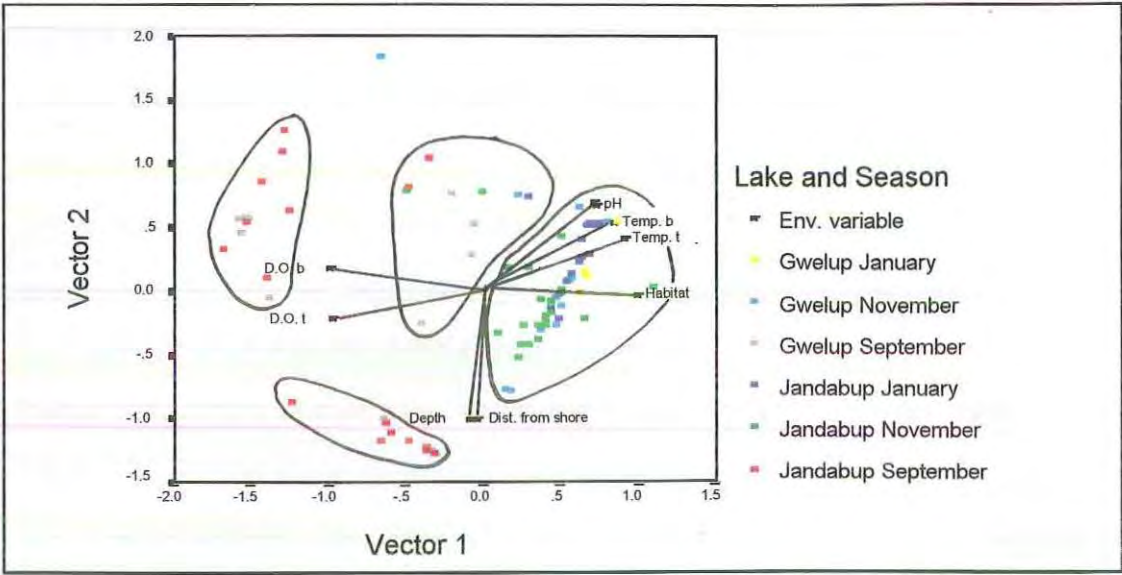 2.0
1.5
1.0
.5
0.0
-.5
-1.0
-1.5
Vector 2
-2.0
-1.5
-1.0
-.5
0.0
.5
1.0
1.5
Vector 1
pH
Temp. b
Temp. t
D.O. b
Habitat
D.O. t
Depth
Dist. from shore
Lake and Season
Env. variable
Gwelup January
Gwelup November
Gwelup September
Jandabup January
Jandabup November
Jandabup September